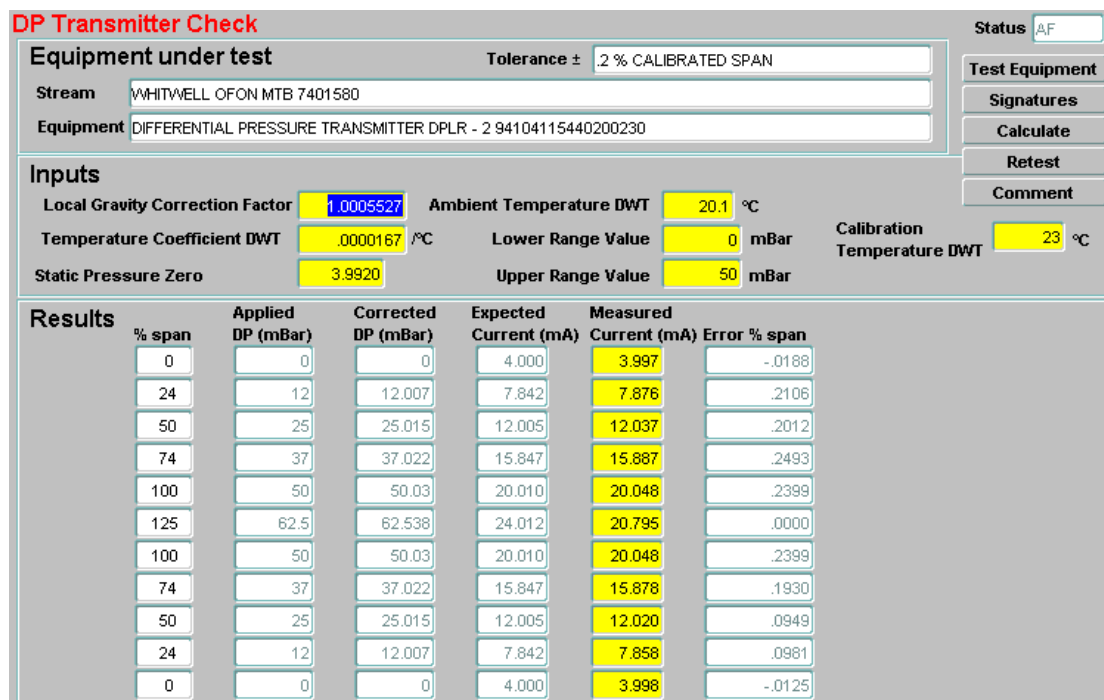 DP Transmitter Check
Status AF
Equipment under test Tolerance ± .2 % CALIBRATED SPAN
Test Equipment
Stream WHITWELL OFON MTB 7401580
Signatures
Equipment DIFFERENTIAL PRESSURE TRANSMITTER DPLR - 2 94104115440200230
Calculate
Retest
Comment
Inputs
Local Gravity Correction Factor 1.0005527 Ambient Temperature DWT 20.1 °C
Temperature Coefficient DWT .0000167 /°C Lower Range Value 0 mBar Calibration Temperature DWT 23 °C
Static Pressure Zero 3.9920 Upper Range Value 50 mBar
Results
% span Applied DP (mBar) Corrected DP (mBar) Expected Current (mA) Measured Current (mA) Error % span
0 0 0 4.000 3.997 -.0188
24 12 12.007 7.842 7.876 .2106
50 25 25.015 12.005 12.037 .2012
74 37 37.022 15.847 15.887 .2493
100 50 50.03 20.010 20.048 .2399
125 62.5 62.538 24.012 20.795 .0000
100 50 50.03 20.010 20.048 .2399
74 37 37.022 15.847 15.878 .1930
50 25 25.015 12.005 12.020 .0949
24 12 12.007 7.842 7.858 .0981
0 0 0 4.000 3.998 -.0125